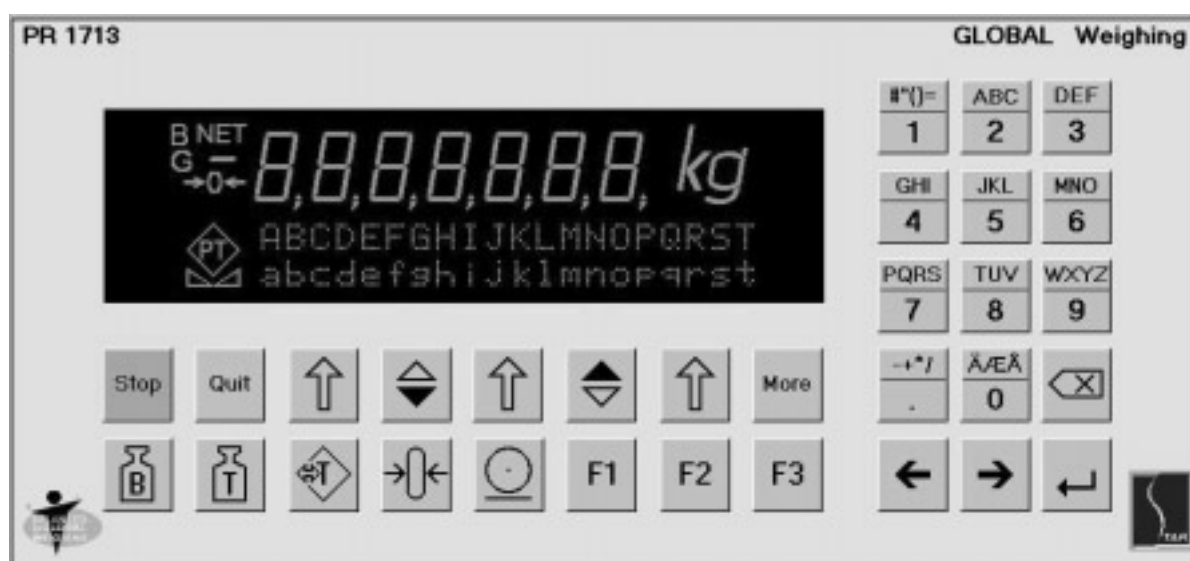 PR 1713
GLOBAL Weighing
B NET
G
→0←
8,8,8,8,8,8,8, kg
PT
ABCDEFGHIJKLMNOPQRST
abcdefghijklmnopqrst
#"()= ABC DEF
1 2 3
GHI JKL MNO
4 5 6
PQRS TUV WXYZ
7 8 9
-+*/ ÄÆÅ
. 0
Stop Quit More
B T T F1 F2 F3